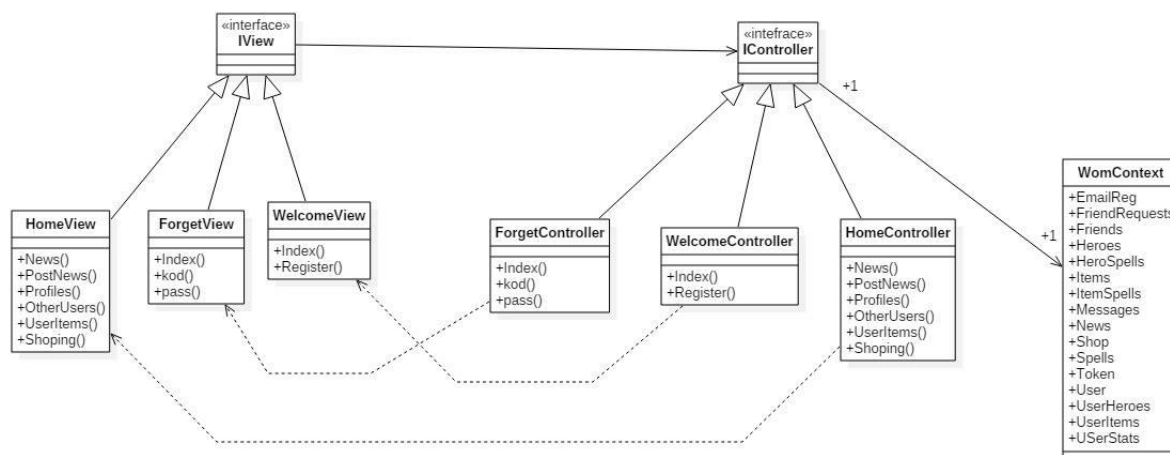 «interface»
IView
«intefrace»
IController
+1
+1
HomeView
+News()
+PostNews()
+Profiles()
+OtherUsers()
+UserItems()
+Shoping()
ForgetView
+Index()
+kod()
+pass()
WelcomeView
+Index()
+Register()
ForgetController
+Index()
+kod()
+pass()
WelcomeController
+Index()
+Register()
HomeController
+News()
+PostNews()
+Profiles()
+OtherUsers()
+UserItems()
+Shoping()
WomContext
+EmailReg
+FriendRequests
+Friends
+Heroes
+HeroSpells
+Items
+ItemSpells
+Messages
+News
+Shop
+Spells
+Token
+User
+UserHeroes
+UserItems
+USerStats